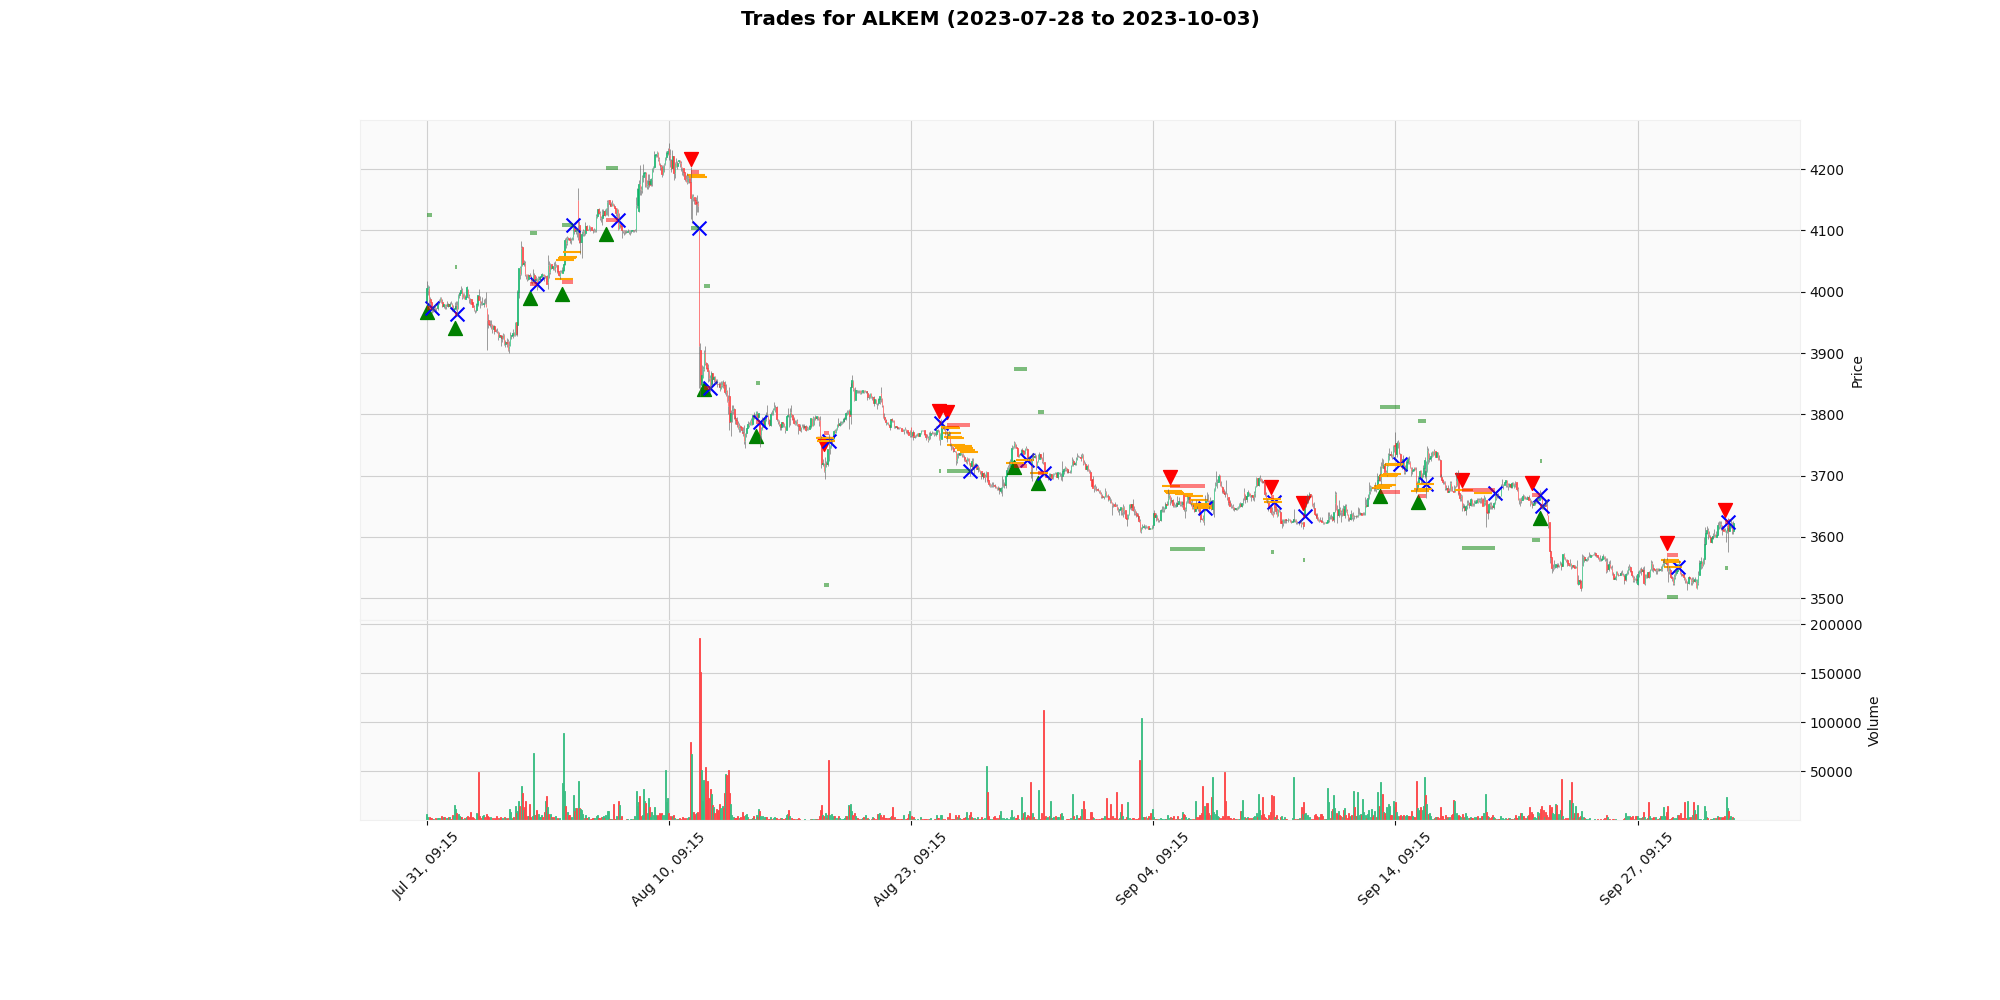 Trades for ALKEM (2023-07-28 to 2023-10-03)
4200
4100
4000
3900
3800
3700
3600
3500
Price
200000
150000
100000
50000
Volume
Jul 31, 09:15
Aug 10, 09:15
Aug 23, 09:15
Sep 04, 09:15
Sep 14, 09:15
Sep 27, 09:15